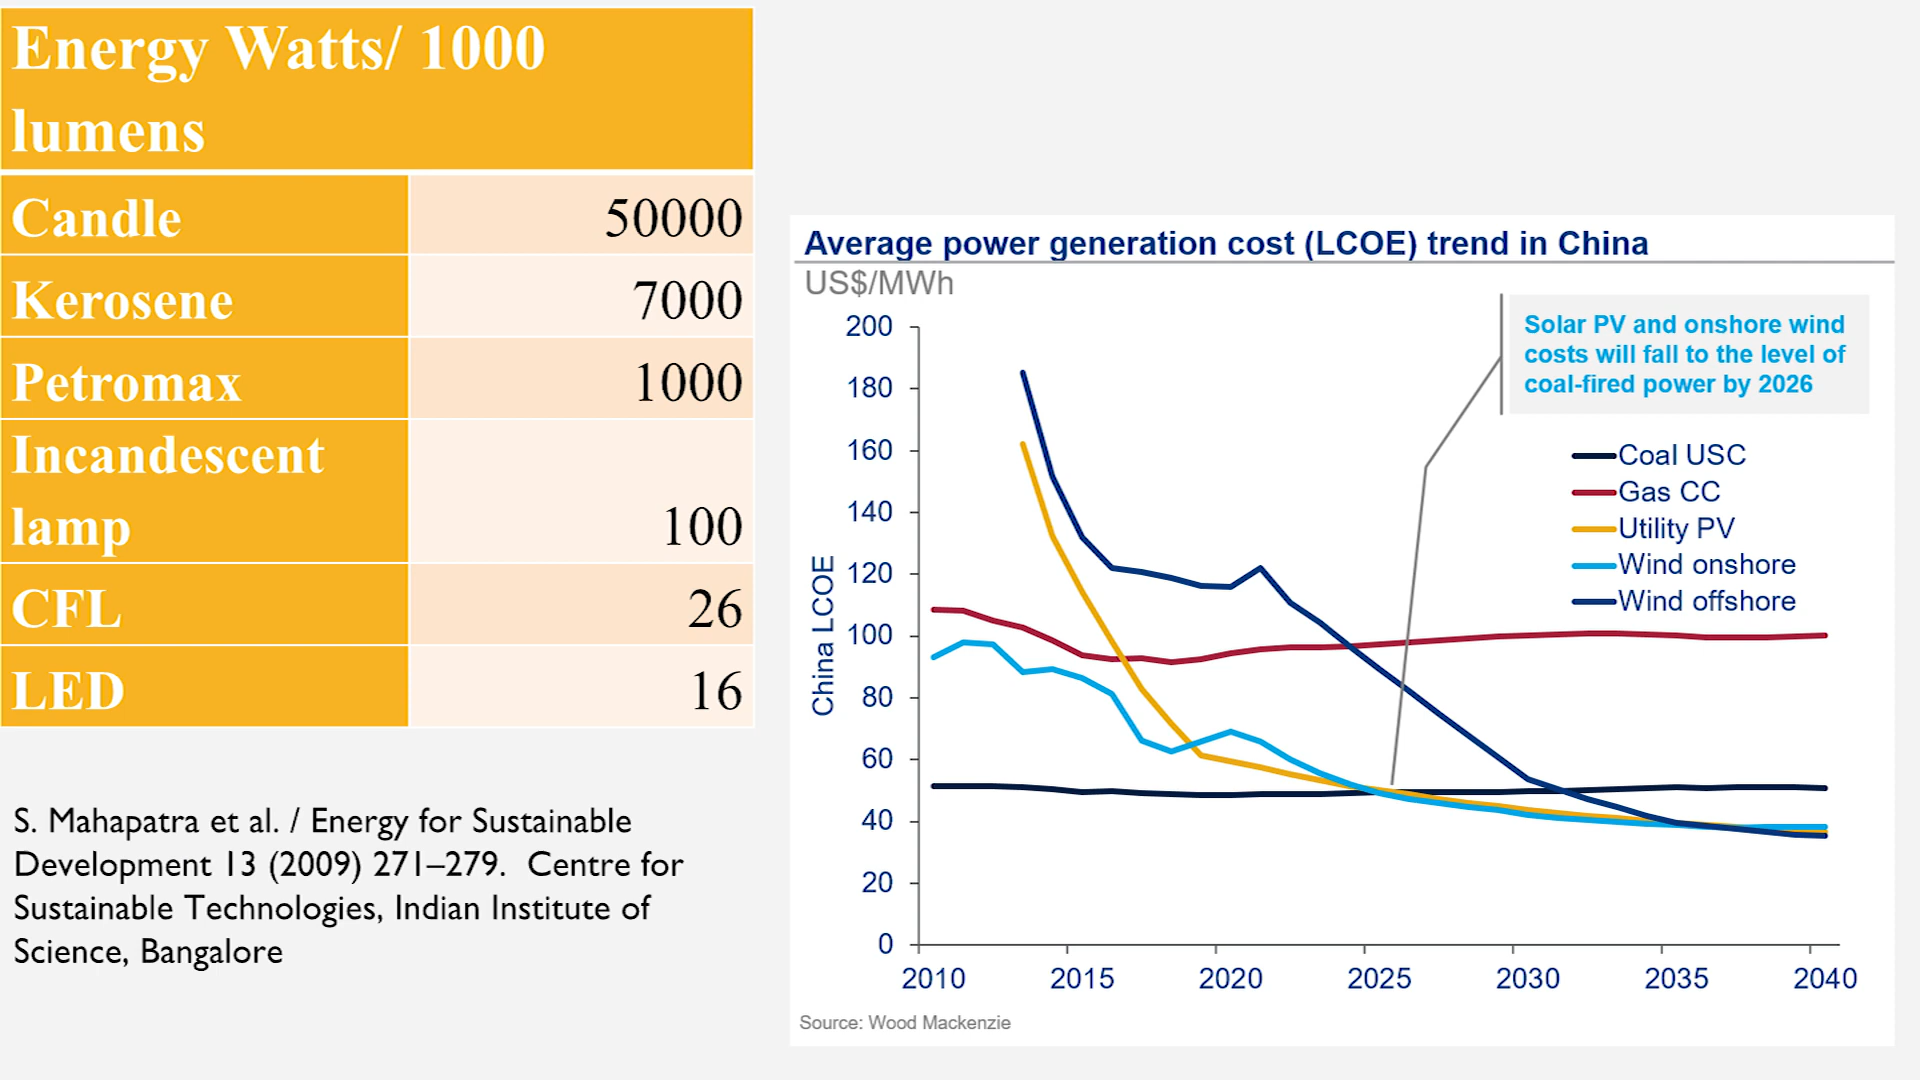 Energy Watts/ 1000
lumens
Candle 50000
Kerosene 7000
Petromax 1000
Incandescent
lamp 100
CFL 26
LED 16
S. Mahapatra et al. / Energy for Sustainable
Development 13 (2009) 271–279. Centre for
Sustainable Technologies, Indian Institute of
Science, Bangalore
Average power generation cost (LCOE) trend in China
US$/MWh
Solar PV and onshore wind
costs will fall to the level of
coal-fired power by 2026
Coal USC
Gas CC
Utility PV
Wind onshore
Wind offshore
China LCOE
200
180
160
140
120
100
80
60
40
20
0
2010 2015 2020 2025 2030 2035 2040
Source: Wood Mackenzie